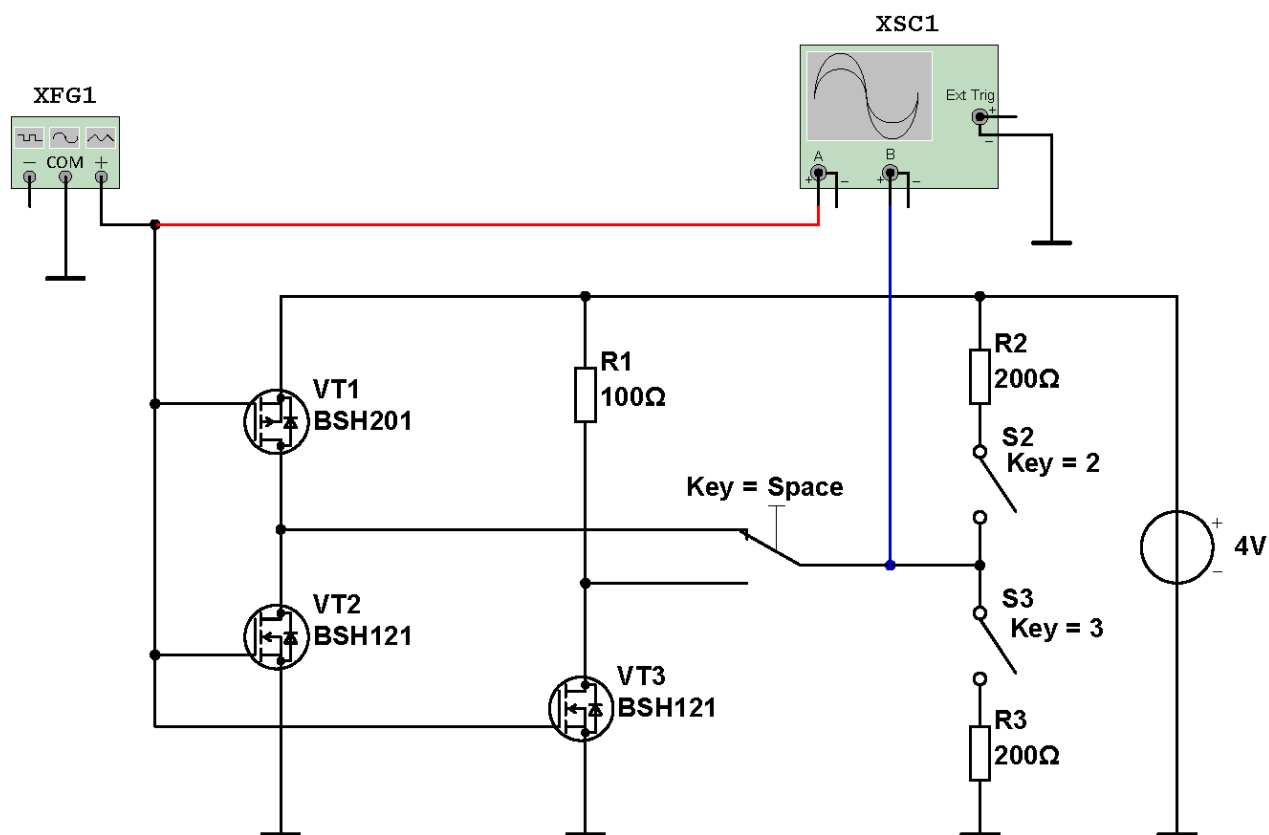 XSC1
XFG1
Ext Trig
+
−
− COM +
A
B
+ −
+ −
R1
100Ω
R2
200Ω
VT1
BSH201
S2
Key = 2
Key = Space
+
4V
−
VT2
BSH121
S3
Key = 3
VT3
BSH121
R3
200Ω